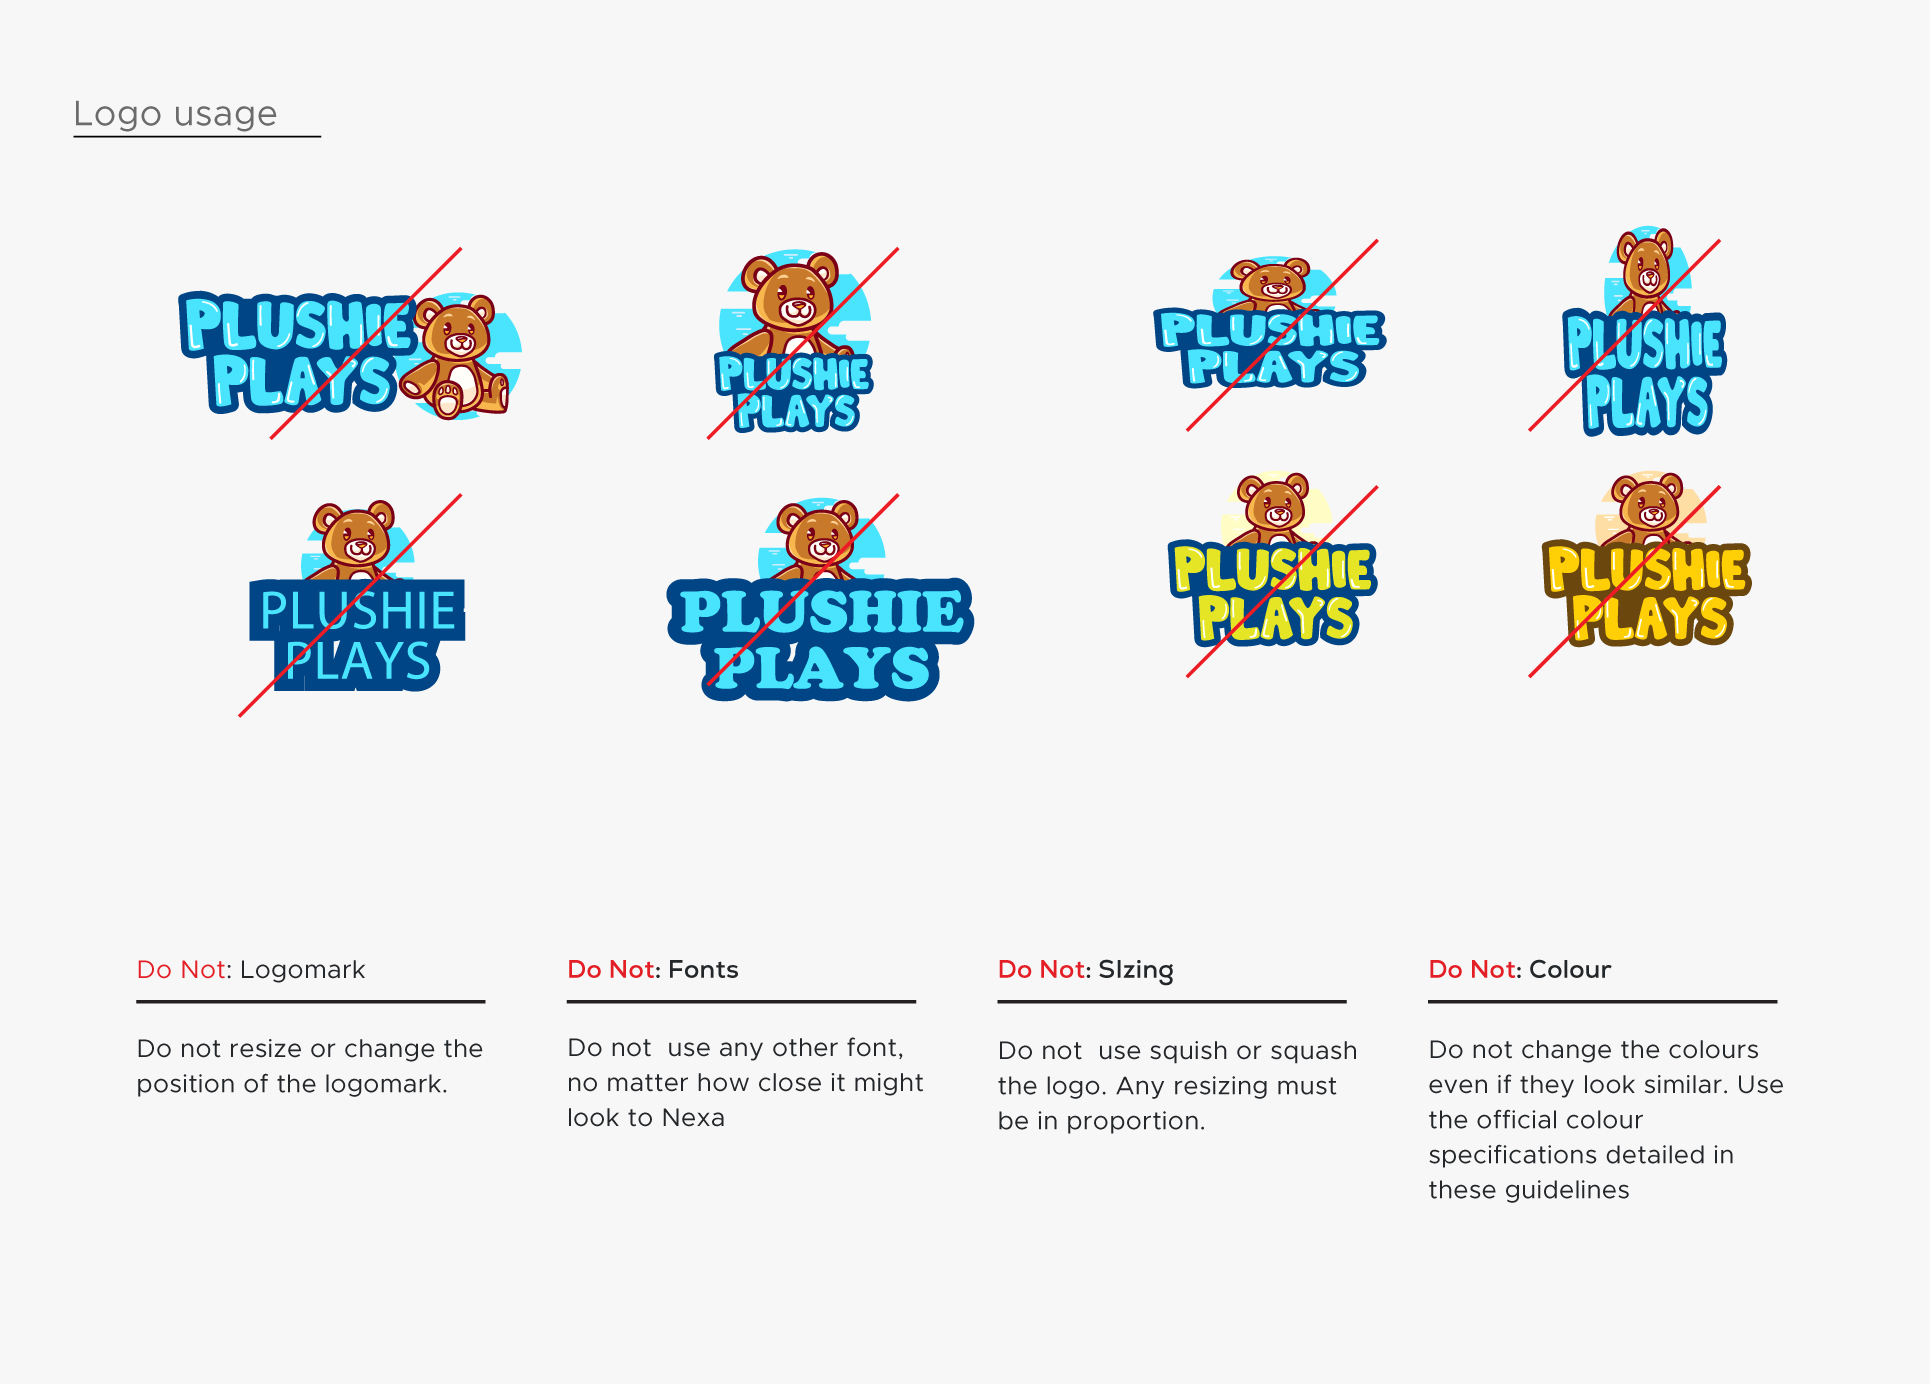 Logo usage
PLUSHIE
PLAYS
PLUSHIE
PLAYS
PLUSHIE
PLAYS
PLUSHIE
PLAYS
PLUSHIE
PLAYS
PLUSHIE
PLAYS
PLUSHIE
PLAYS
PLUSHIE
PLAYS
Do Not: Logomark
Do not resize or change the
position of the logomark.
Do Not: Fonts
Do not  use any other font,
no matter how close it might
look to Nexa
Do Not: SIzing
Do not  use squish or squash
the logo. Any resizing must
be in proportion.
Do Not: Colour
Do not change the colours
even if they look similar. Use
the official colour
specifications detailed in
these guidelines